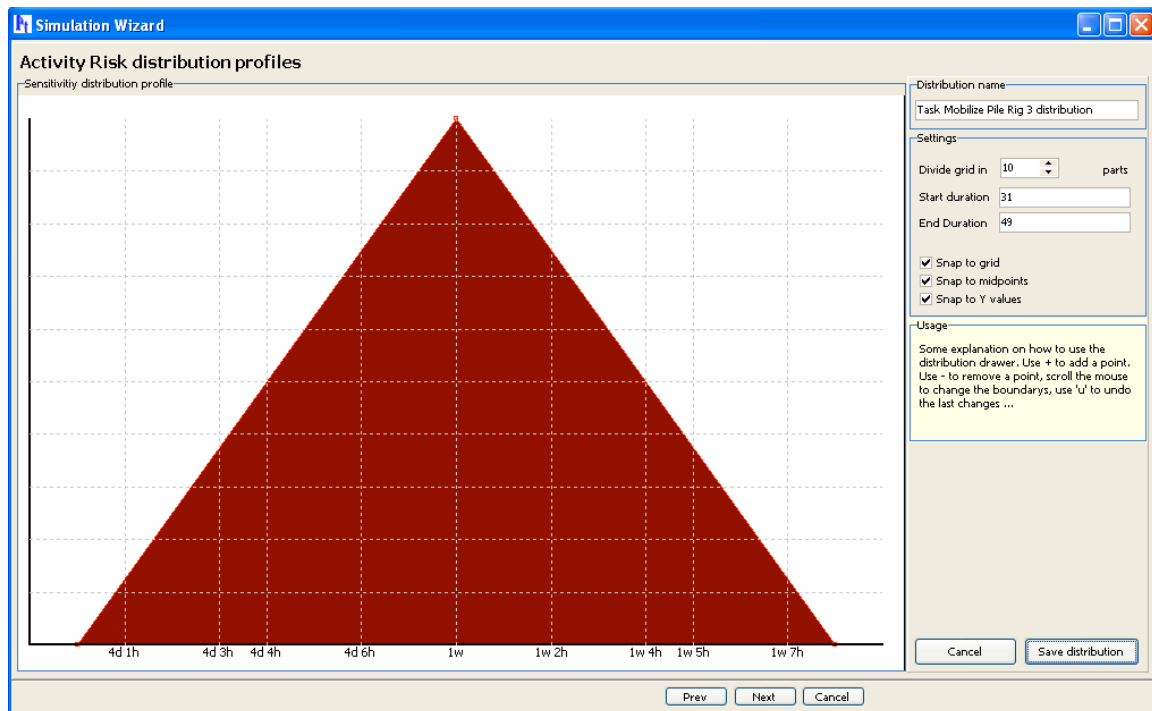 Simulation Wizard
Activity Risk distribution profiles
Sensitivitiy distribution profile
4d 1h
4d 3h
4d 4h
4d 6h
1w
1w 2h
1w 4h
1w 5h
1w 7h
Distribution name
Task Mobilize Pile Rig 3 distribution
Settings
Divide grid in 10 parts
Start duration 31
End Duration 49
Snap to grid
Snap to midpoints
Snap to Y values
Usage
Some explanation on how to use the
distribution drawer. Use + to add a point.
Use - to remove a point, scroll the mouse
to change the boundarys, use 'u' to undo
the last changes ...
Cancel
Save distribution
Prev
Next
Cancel